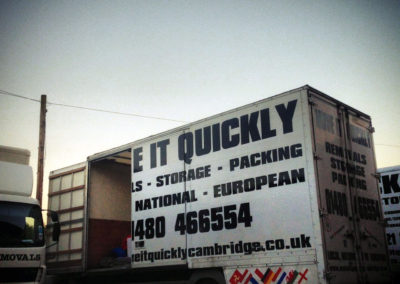 E IT QUICKLY
LS - STORAGE - PACKING
NATIONAL - EUROPEAN
480 466554
eitquicklycambridge.co.uk
REMOVALS
STORAGE
PACKING
MOVALS